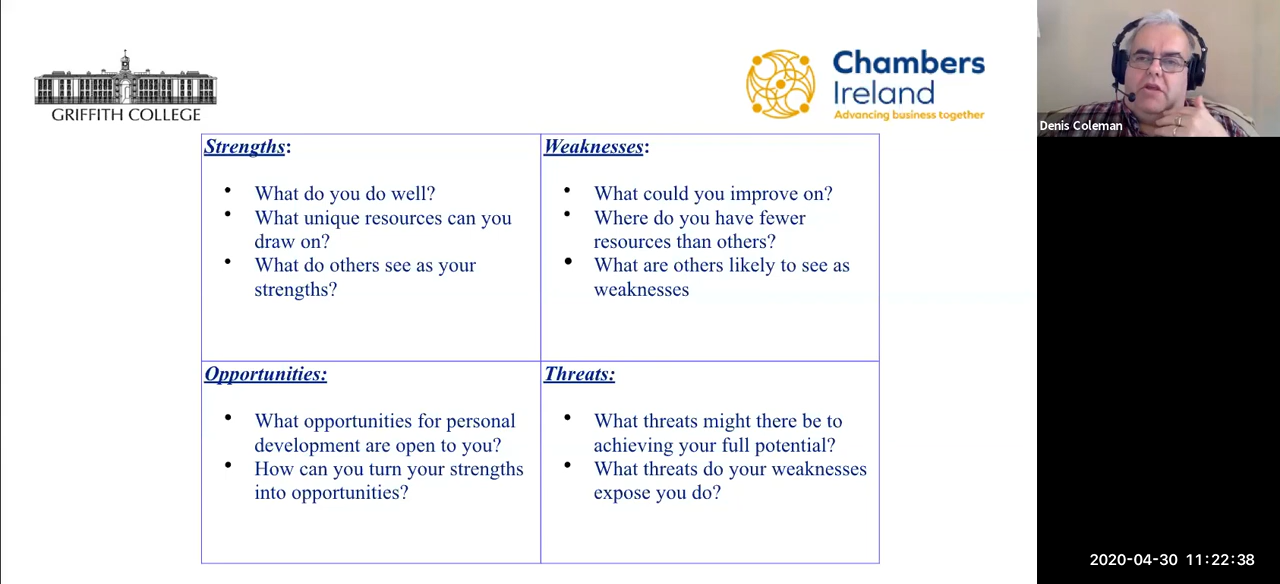 GRIFFITH COLLEGE
Chambers
Ireland
Advancing business together
Denis Coleman
Strengths:
• What do you do well?
• What unique resources can you
draw on?
• What do others see as your
strengths?
Weaknesses:
• What could you improve on?
• Where do you have fewer
resources than others?
• What are others likely to see as
weaknesses
Opportunities:
• What opportunities for personal
development are open to you?
• How can you turn your strengths
into opportunities?
Threats:
• What threats might there be to
achieving your full potential?
• What threats do your weaknesses
expose you do?
2020-04-30 11:22:38